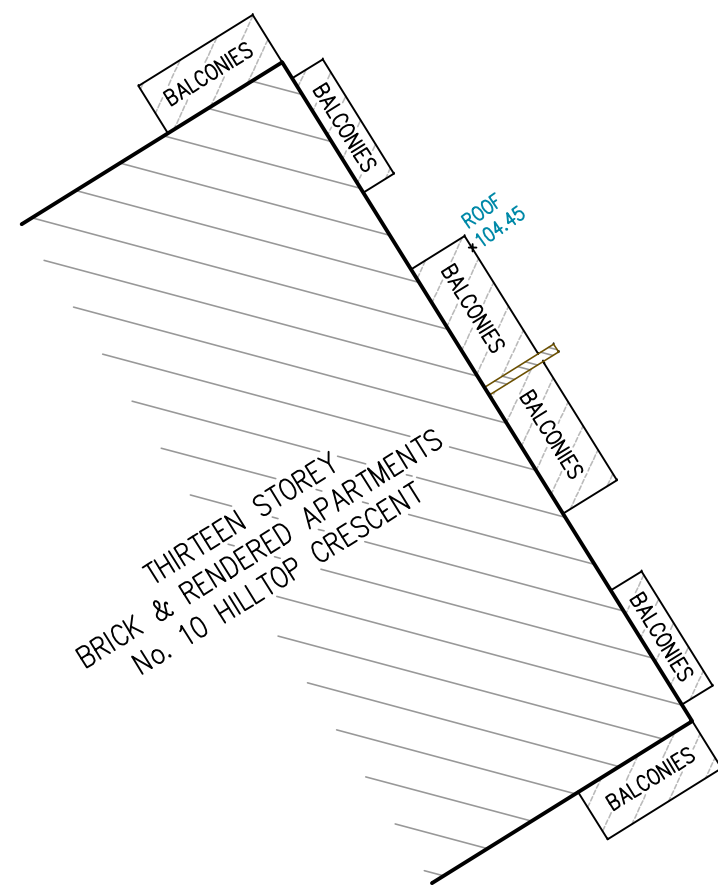 BALCONIES
BALCONIES
ROOF
104.45
BALCONIES
BALCONIES
THIRTEEN STOREY
BRICK & RENDERED APARTMENTS
No. 10 HILLTOP CRESCENT
BALCONIES
BALCONIES